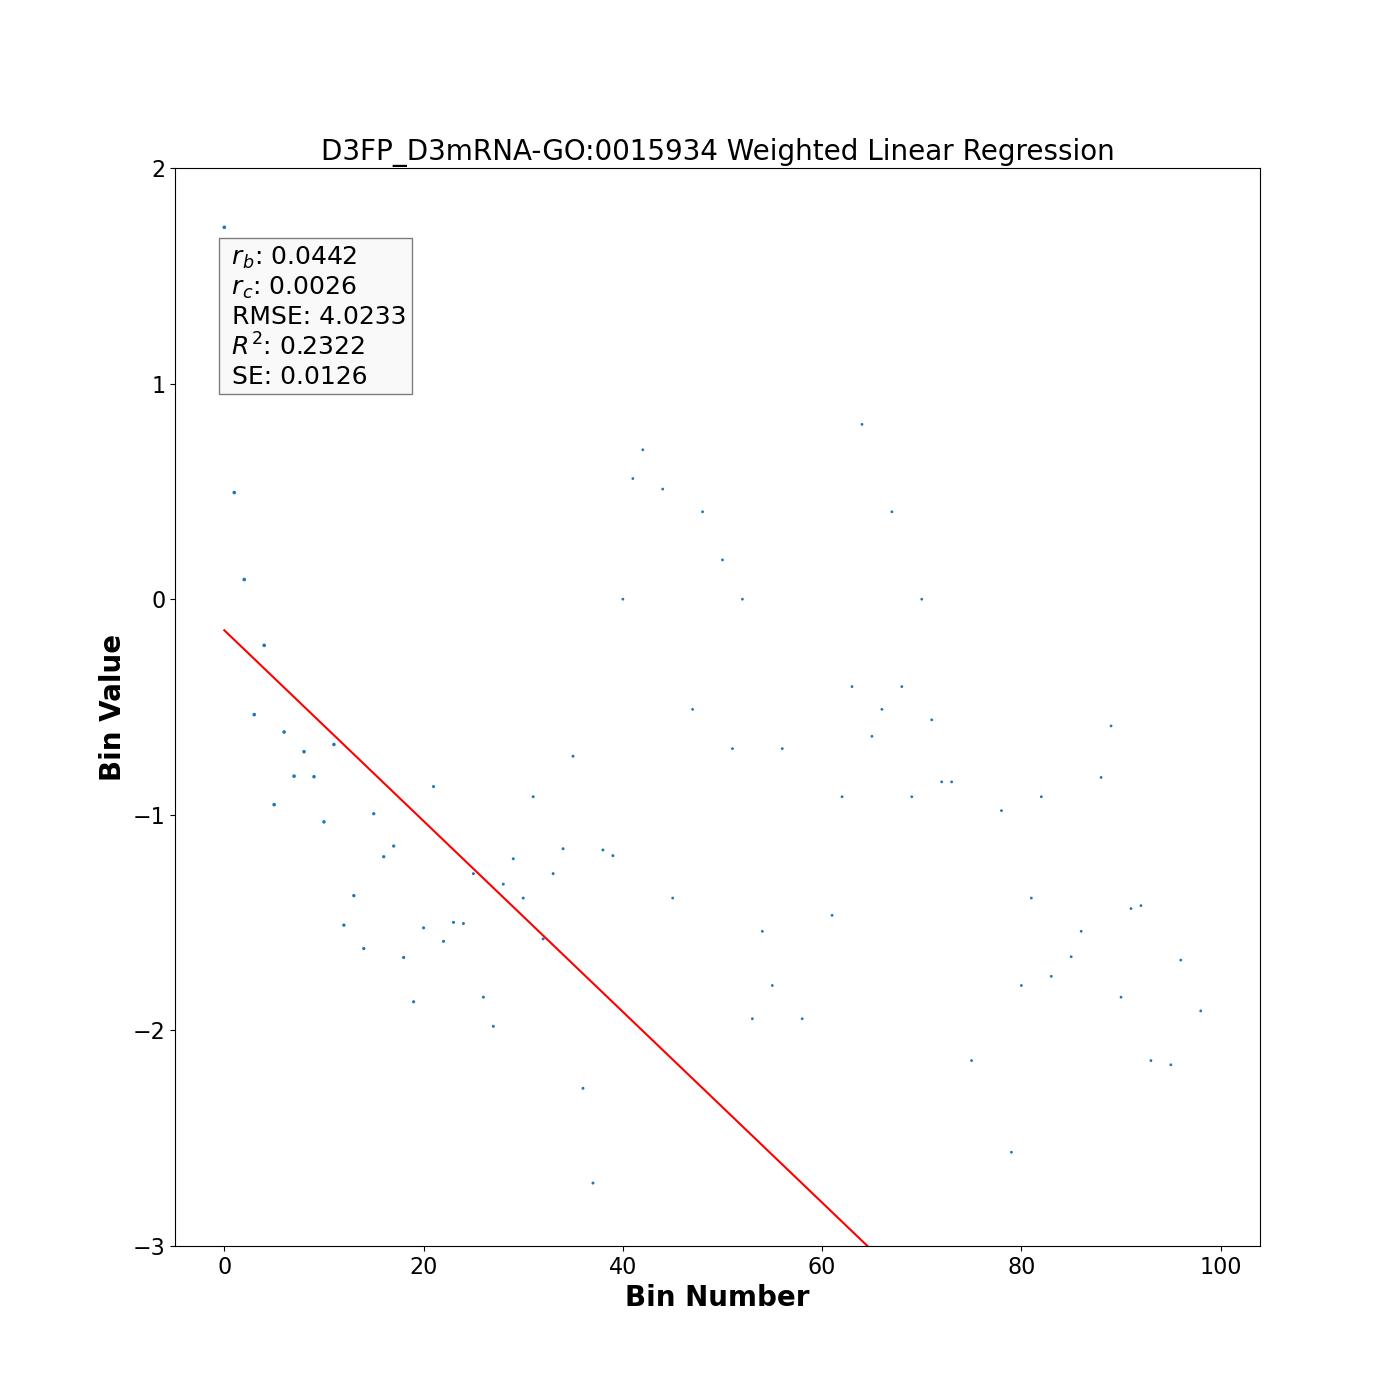 D3FP_D3mRNA-GO:0015934 Weighted Linear Regression
2
1
0
−1
−2
−3
Bin Value
r_b: 0.0442
r_c: 0.0026
RMSE: 4.0233
R²: 0.2322
SE: 0.0126
0 20 40 60 80 100
Bin Number